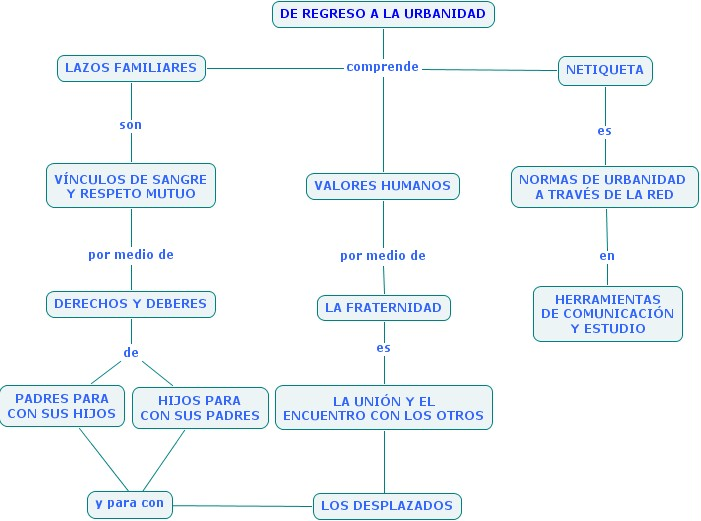 DE REGRESO A LA URBANIDAD
LAZOS FAMILIARES
comprende
NETIQUETA
son
es
VÍNCULOS DE SANGRE
Y RESPETO MUTUO
VALORES HUMANOS
NORMAS DE URBANIDAD
A TRAVÉS DE LA RED
por medio de
por medio de
en
DERECHOS Y DEBERES
LA FRATERNIDAD
HERRAMIENTAS
DE COMUNICACIÓN
Y ESTUDIO
de
es
PADRES PARA
CON SUS HIJOS
HIJOS PARA
CON SUS PADRES
LA UNIÓN Y EL
ENCUENTRO CON LOS OTROS
y para con
LOS DESPLAZADOS